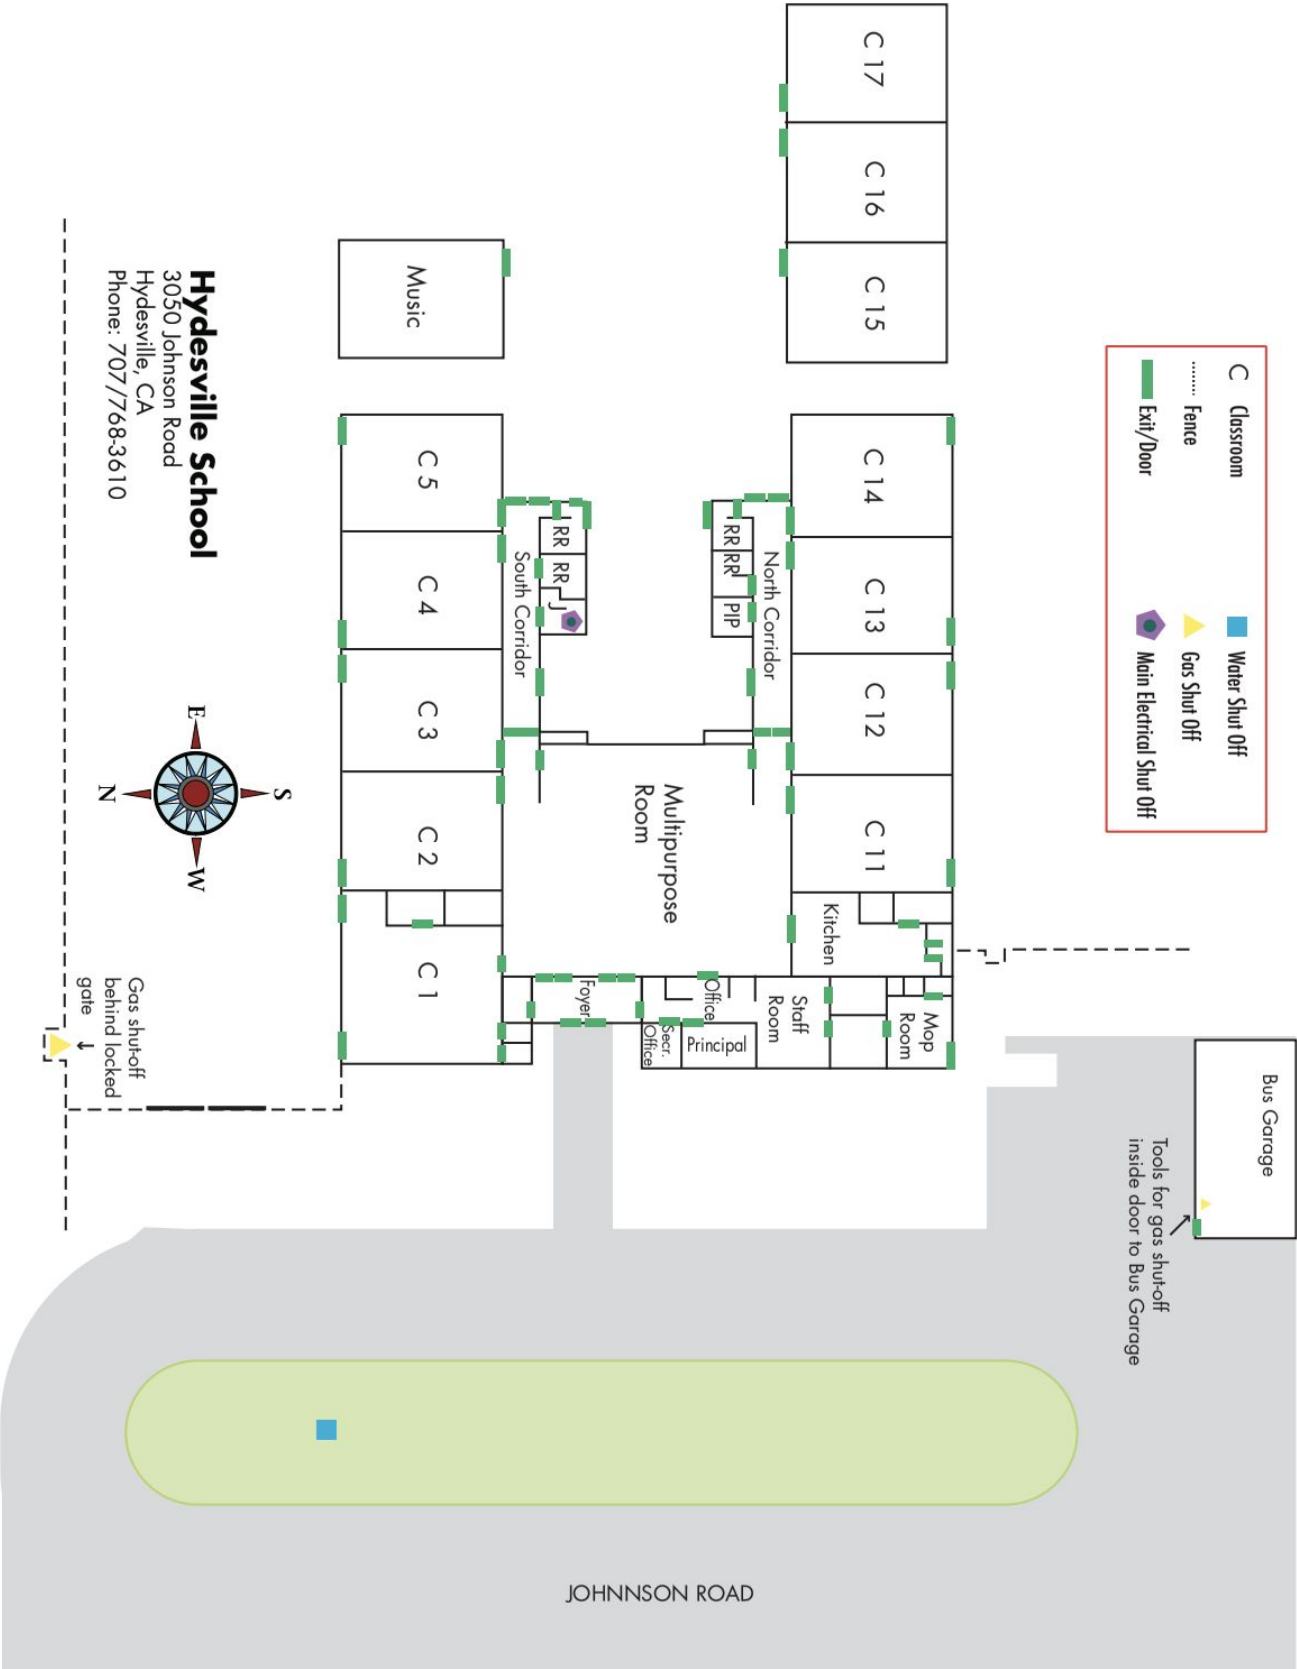 C 17
C 16
C 15
C Classroom
Fence
Exit/Door
Water Shut Off
Gas Shut Off
Main Electrical Shut Off
Music
Hydesville School
3050 Johnson Road
Hydesville, CA
Phone: 707/768-3610
C 14
C 13
C 12
C 11
C 5
C 4
C 3
C 2
C 1
RR
RR
J
South Corridor
RR
RR
PIP
North Corridor
Multipurpose
Room
Kitchen
E
S
N
W
Foyer
Office
Secr.
Office
Principal
Staff
Room
Mop
Room
Gas shut-off
behind locked
gate
Bus Garage
Tools for gas shut-off
inside door to Bus Garage
JOHNNSON ROAD